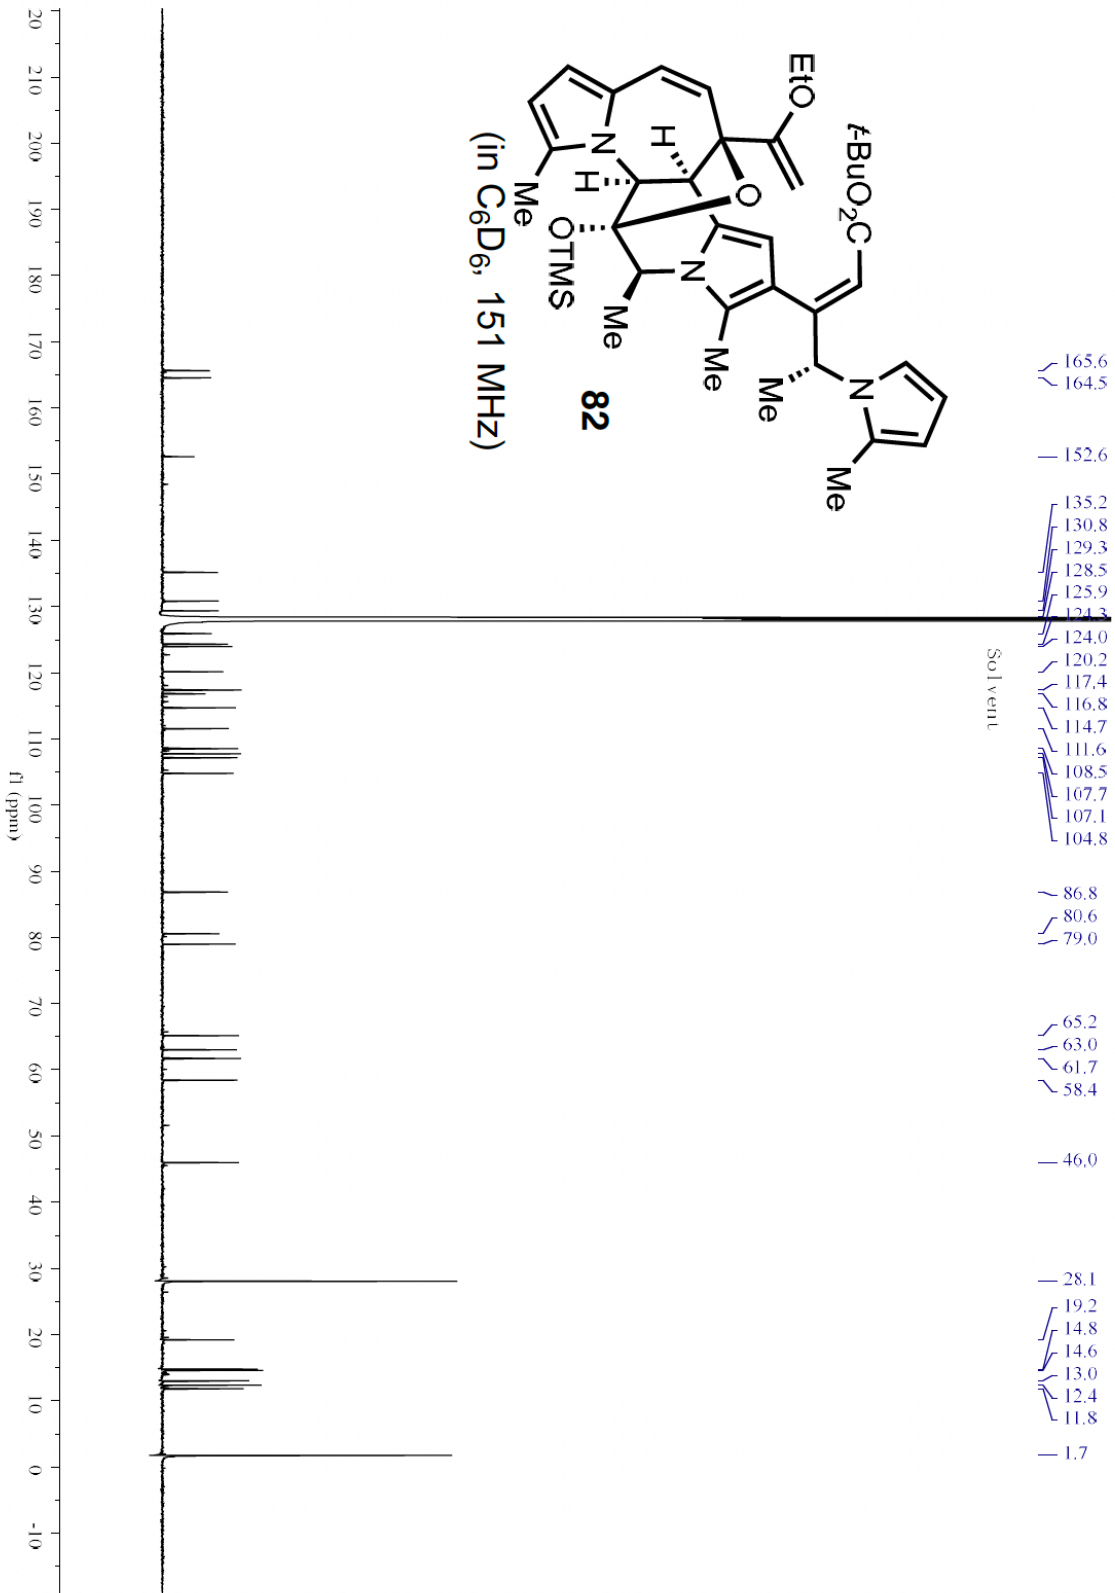 EtO
t-BuO2C
H
O
N
H
Me
OTMS
Me
N
Me
Me
N
Me
82
(in C6D6, 151 MHz)
Solvent
165.6
164.5
152.6
135.2
130.8
129.3
128.5
125.9
124.3
124.0
120.2
117.4
116.8
114.7
111.6
108.5
107.7
107.1
104.8
86.8
80.6
79.0
65.2
63.0
61.7
58.4
46.0
28.1
19.2
14.8
14.6
13.0
12.4
11.8
1.7
20 210 200 190 180 170 160 150 140 130 120 110 100 90 80 70 60 50 40 30 20 10 0 -10
f1 (ppm)